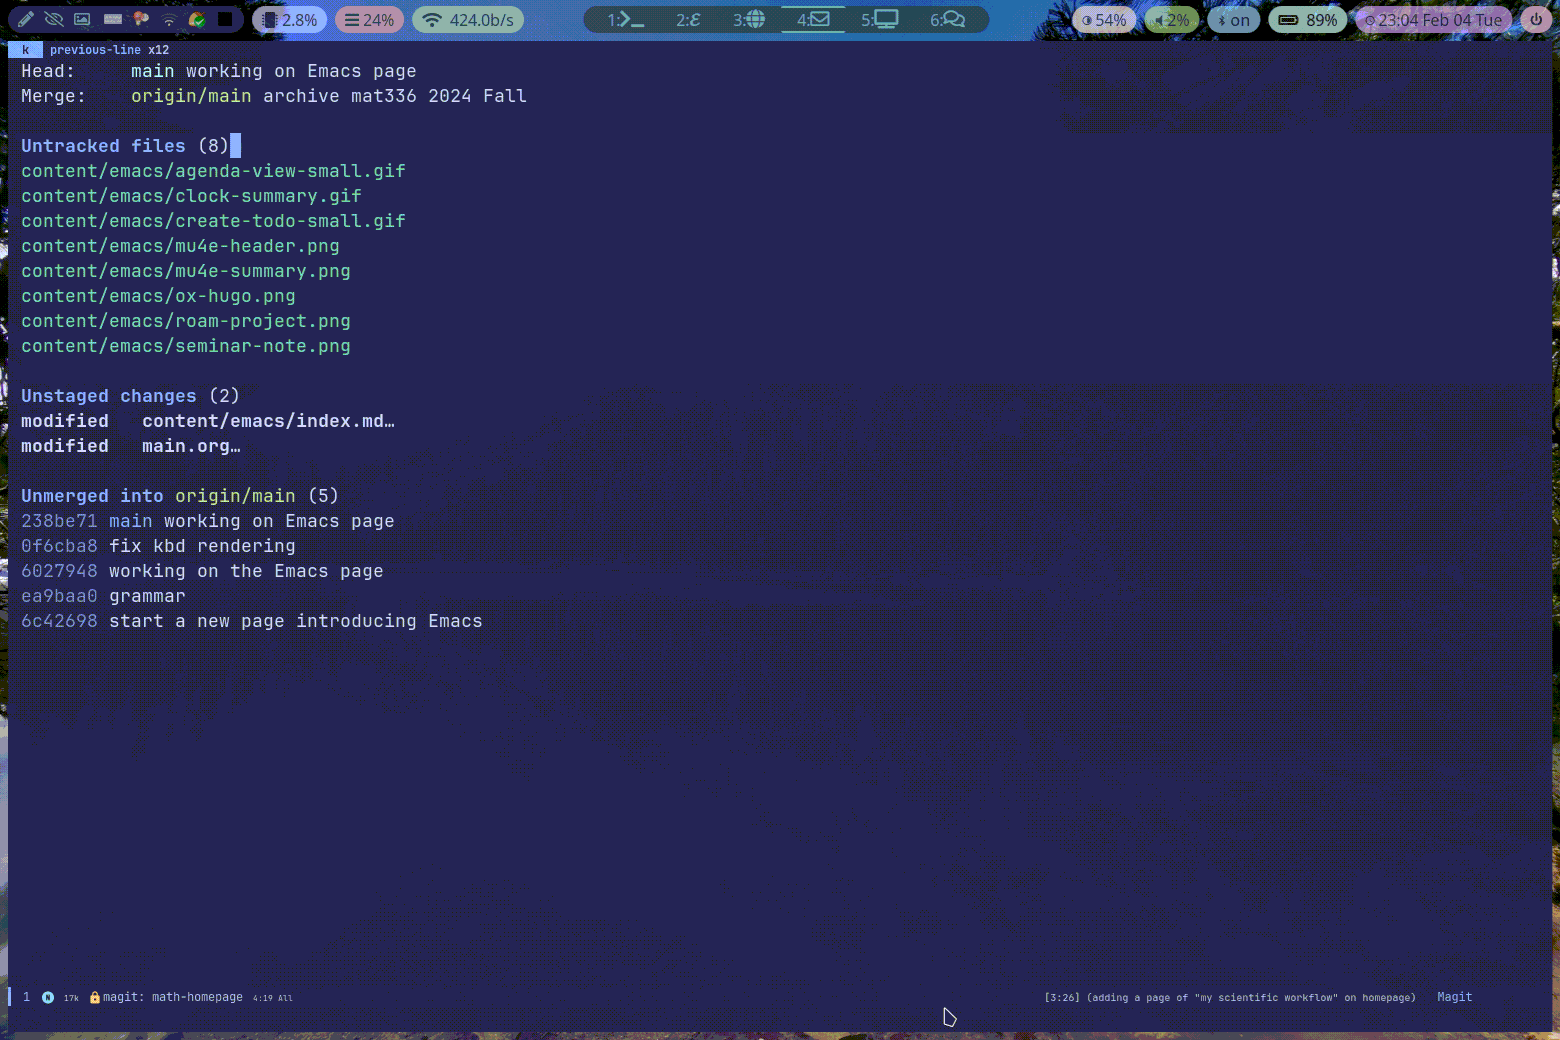 2.8% 24% 424.0b/s 1: 2: 3: 4: 5: 6: 54% 2% on 89% 23:04 Feb 04 Tue
k previous-line x12
Head: main working on Emacs page
Merge: origin/main archive mat336 2024 Fall
Untracked files (8)
content/emacs/agenda-view-small.gif
content/emacs/clock-summary.gif
content/emacs/create-todo-small.gif
content/emacs/mu4e-header.png
content/emacs/mu4e-summary.png
content/emacs/ox-hugo.png
content/emacs/roam-project.png
content/emacs/seminar-note.png
Unstaged changes (2)
modified content/emacs/index.md…
modified main.org…
Unmerged into origin/main (5)
238be71 main working on Emacs page
0f6cba8 fix kbd rendering
6027948 working on the Emacs page
ea9baa0 grammar
6c42698 start a new page introducing Emacs
1 N 17k magit: math-homepage 4:19 All [3:26] (adding a page of "my scientific workflow" on homepage) Magit